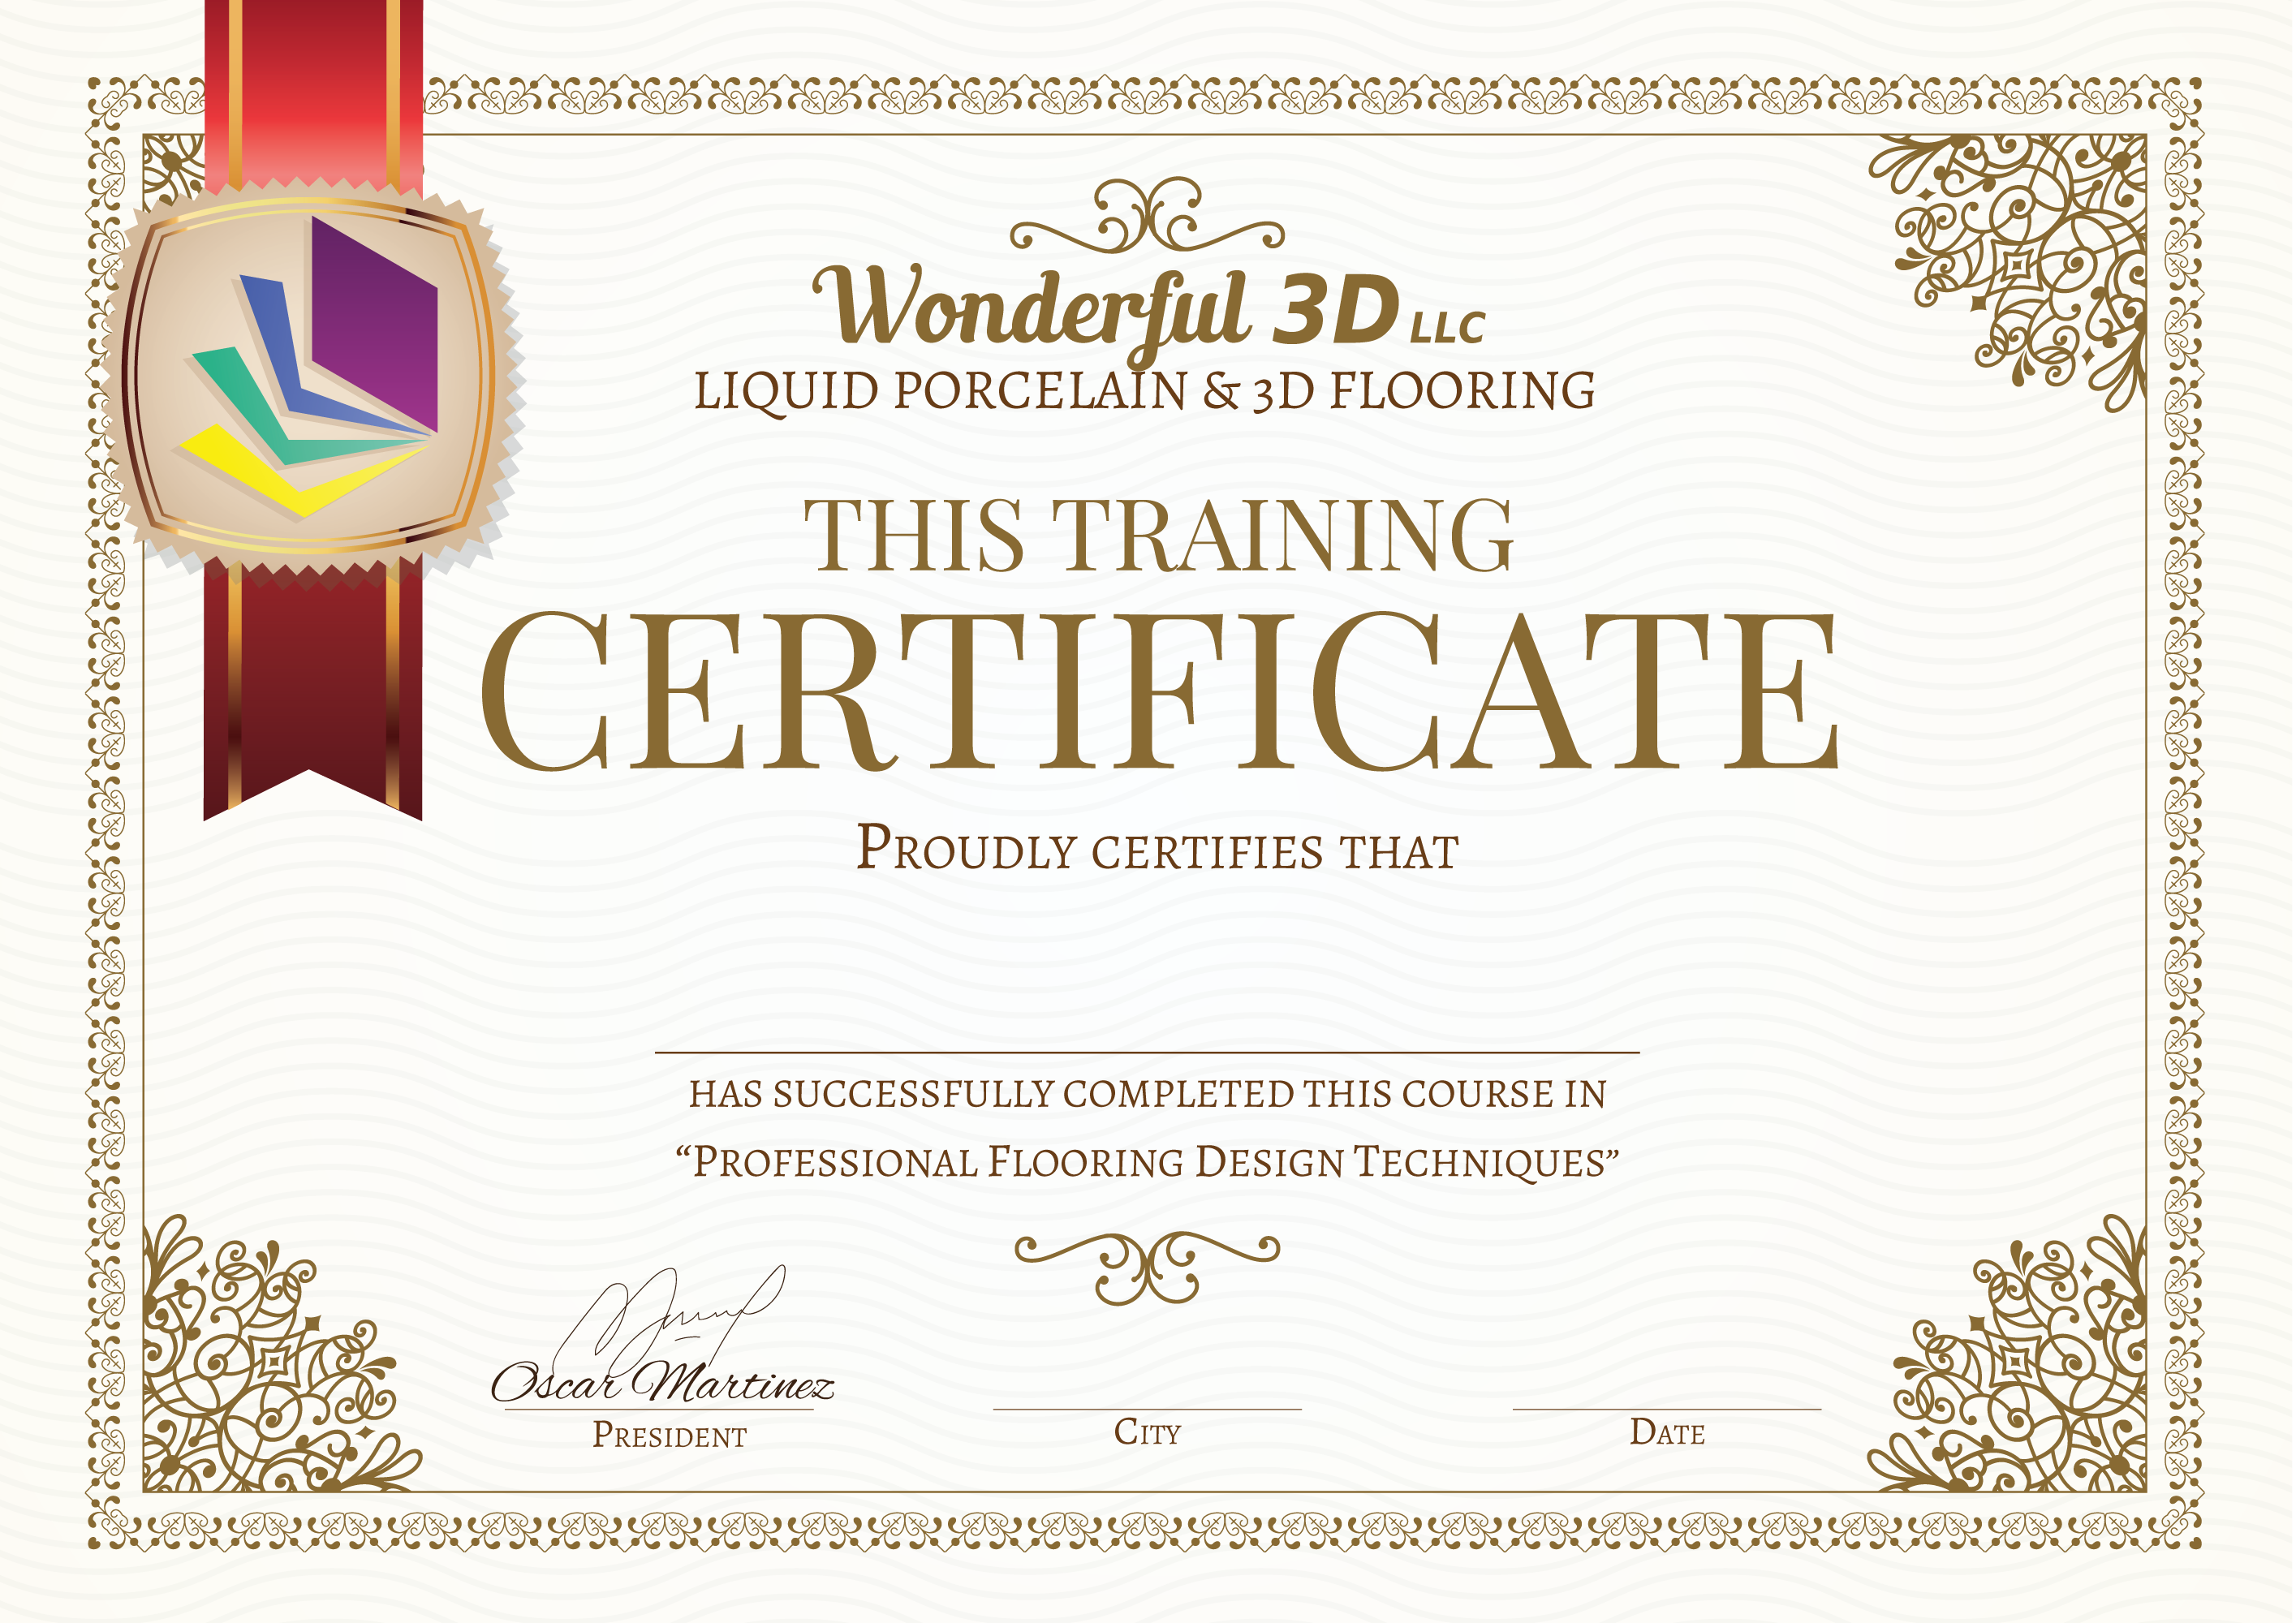 Wonderful 3D LLC
LIQUID PORCELAIN & 3D FLOORING
THIS TRAINING
CERTIFICATE
PROUDLY CERTIFIES THAT
HAS SUCCESSFULLY COMPLETED THIS COURSE IN
“PROFESSIONAL FLOORING DESIGN TECHNIQUES”
Oscar Martinez
PRESIDENT
CITY
DATE